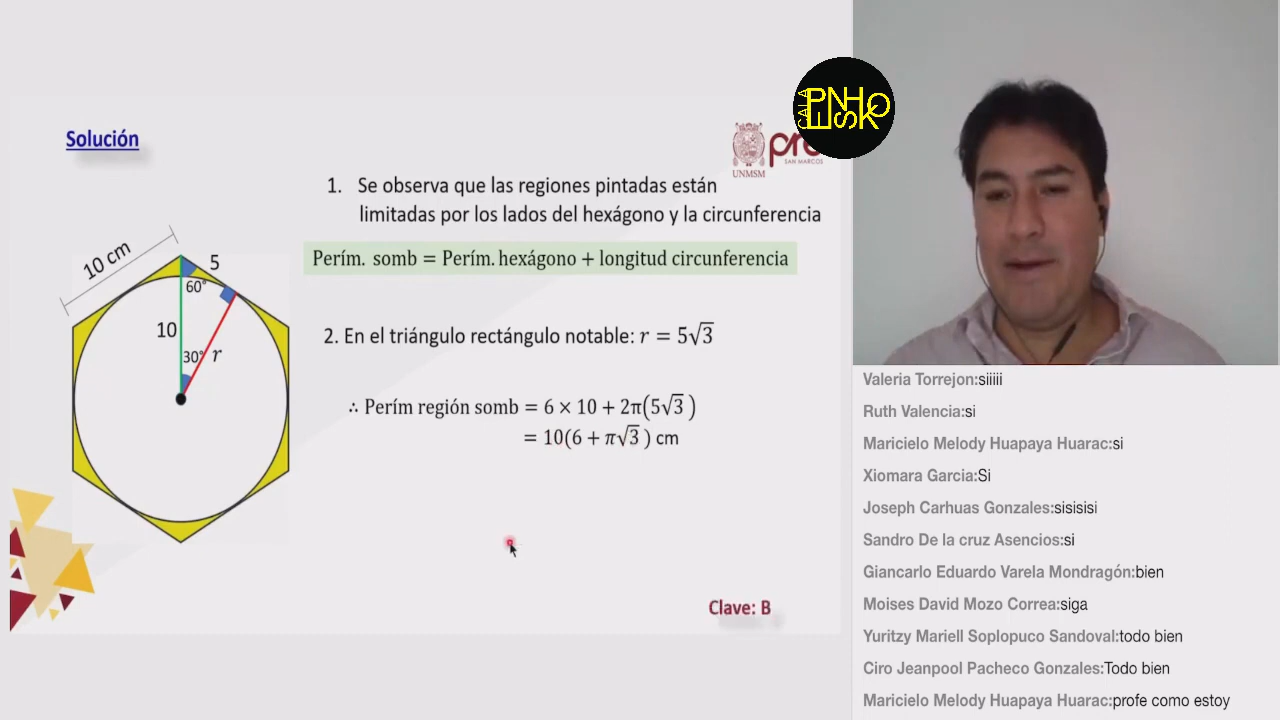 Solución
UNMSM
SAN MARCOS
1. Se observa que las regiones pintadas están
limitadas por los lados del hexágono y la circunferencia
Perím. somb = Perím. hexágono + longitud circunferencia
10 cm
5
60°
10
30°
r
2. En el triángulo rectángulo notable: r = 5√3
∴ Perím región somb = 6 × 10 + 2π(5√3 )
= 10(6 + π√3 ) cm
Clave: B
Valeria Torrejon:siiiii
Ruth Valencia:si
Maricielo Melody Huapaya Huarac:si
Xiomara Garcia:Si
Joseph Carhuas Gonzales:sisisisi
Sandro De la cruz Asencios:si
Giancarlo Eduardo Varela Mondragón:bien
Moises David Mozo Correa:siga
Yuritzy Mariell Soplopuco Sandoval:todo bien
Ciro Jeanpool Pacheco Gonzales:Todo bien
Maricielo Melody Huapaya Huarac:profe como estoy